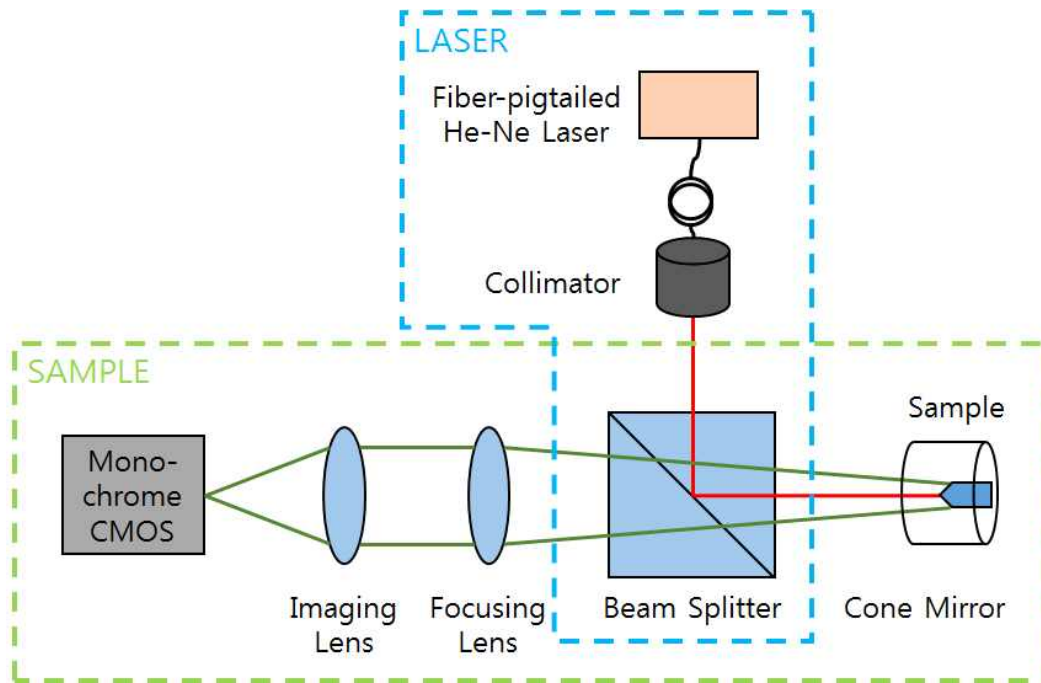 LASER
Fiber-pigtailed
He-Ne Laser
Collimator
SAMPLE
Sample
Mono-
chrome
CMOS
Imaging
Lens
Focusing
Lens
Beam Splitter
Cone Mirror